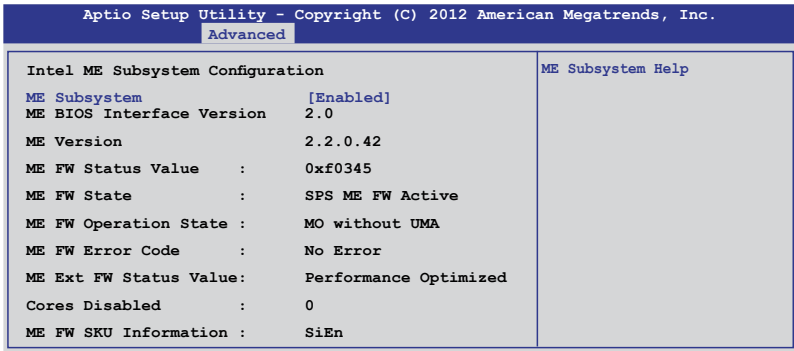 Aptio Setup Utility - Copyright (C) 2012 American Megatrends, Inc.
Advanced
Intel ME Subsystem Configuration
ME Subsystem Help
ME Subsystem [Enabled]
ME BIOS Interface Version 2.0
ME Version 2.2.0.42
ME FW Status Value : 0xf0345
ME FW State : SPS ME FW Active
ME FW Operation State : MO without UMA
ME FW Error Code : No Error
ME Ext FW Status Value: Performance Optimized
Cores Disabled : 0
ME FW SKU Information : SiEn